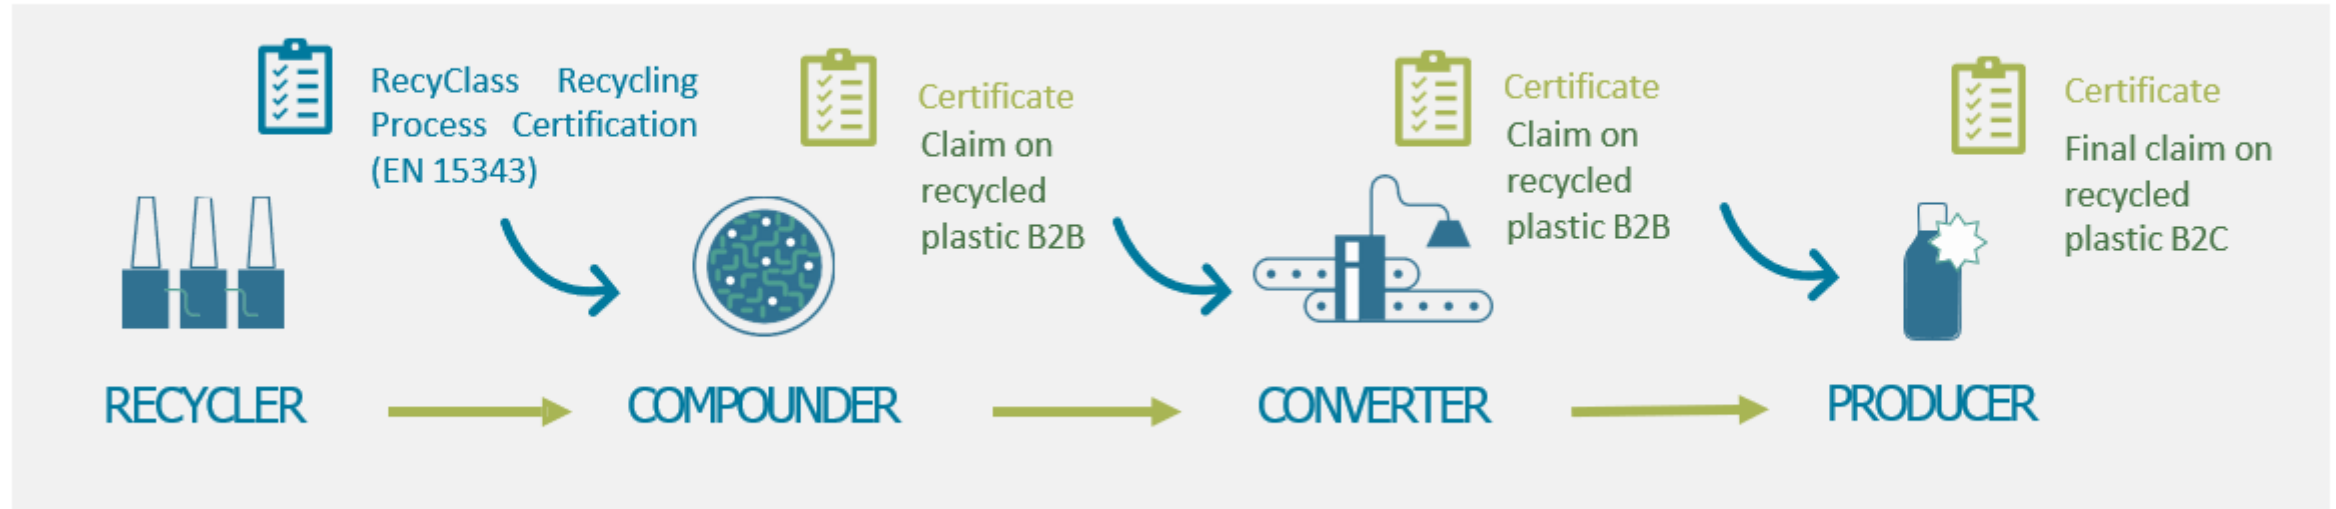 RecyClass Recycling
Process Certification
(EN 15343)
Certificate
Claim on
recycled
plastic B2B
Certificate
Claim on
recycled
plastic B2B
Certificate
Final claim on
recycled
plastic B2C
RECYCLER
COMPOUNDER
CONVERTER
PRODUCER